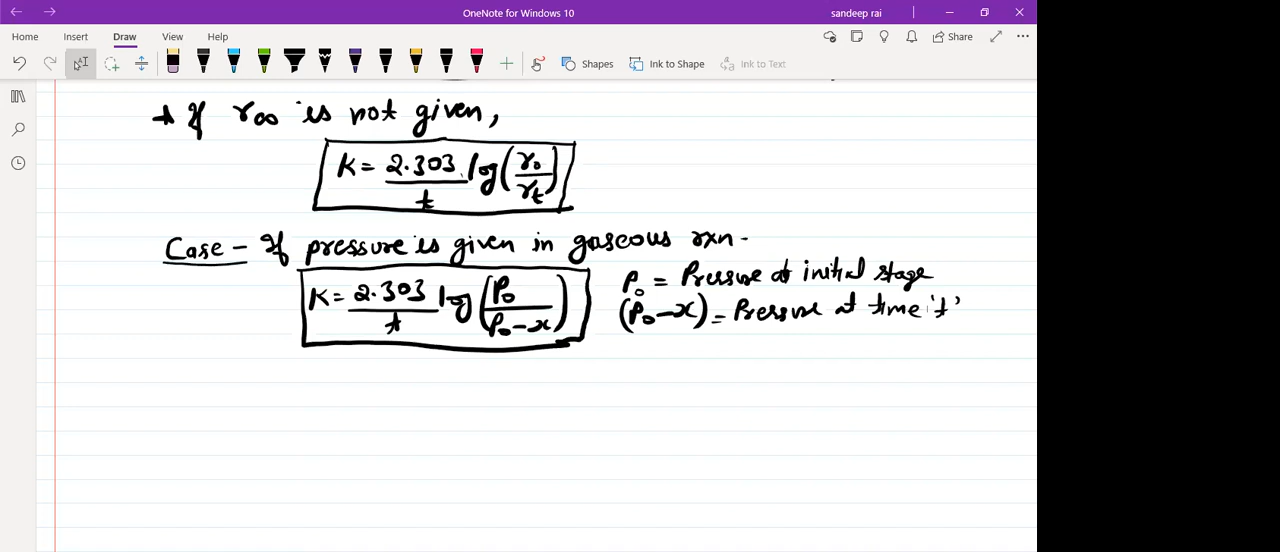 OneNote for Windows 10
sandeep rai
Home Insert Draw View Help
Share
Shapes
Ink to Shape
Ink to Text
* If r∞ is not given,
K = 2.303/t log(r₀/rt)
Case - If pressure is given in gaseous rxn.
K = 2.303/t log(P₀/P₀-x)
P₀ = Pressure at initial stage
(P₀-x) = Pressure at time 't'